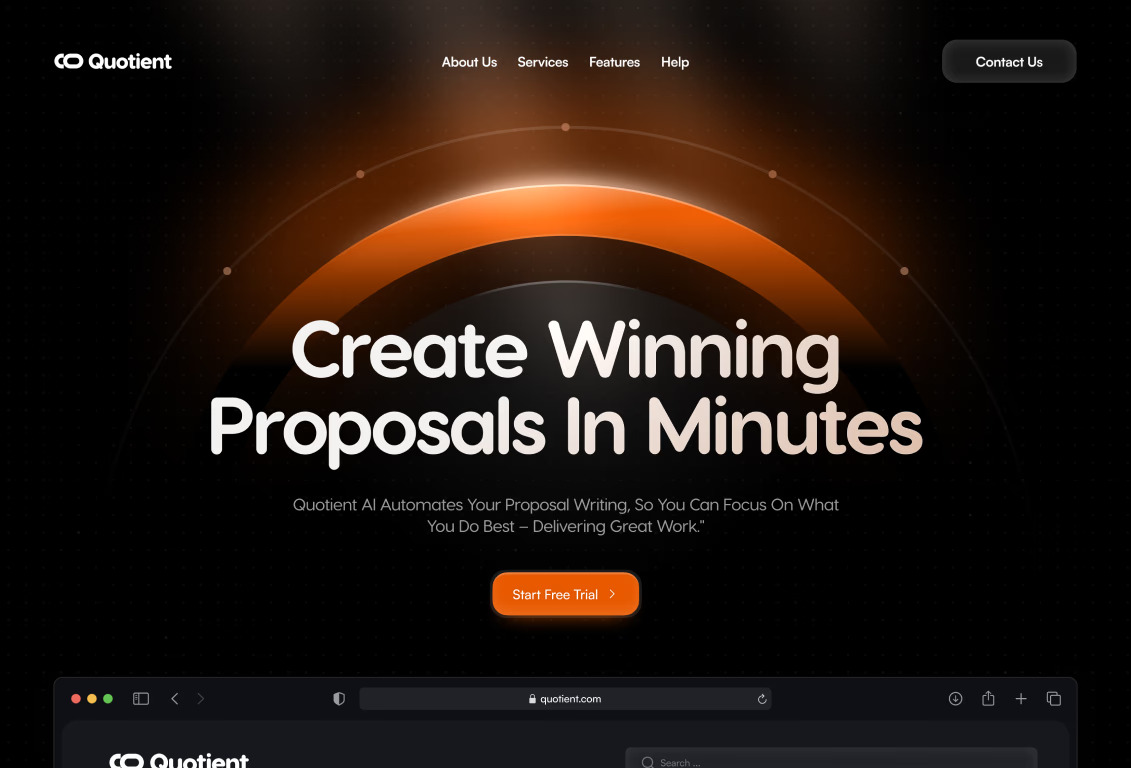 Quotient
About Us Services Features Help
Contact Us
Create Winning
Proposals In Minutes
Quotient AI Automates Your Proposal Writing, So You Can Focus On What
You Do Best – Delivering Great Work."
Start Free Trial
quotient.com
Quotient
Search ...